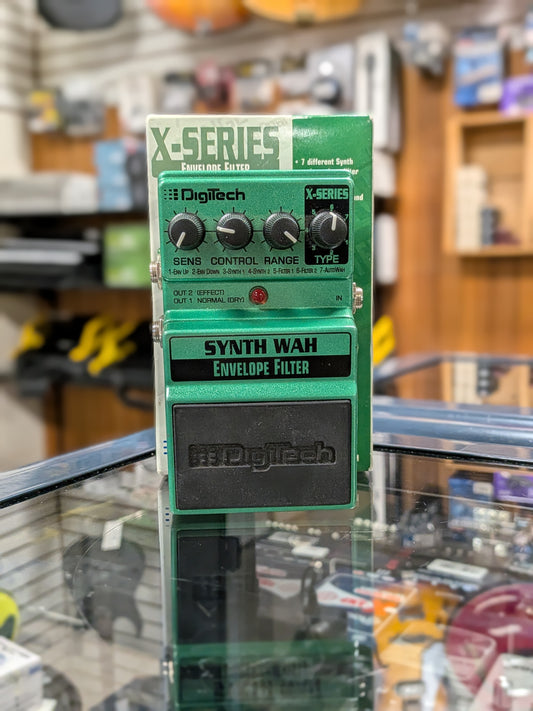 X-SERIES
ENVELOPE FILTER
• 7 different Synth
DigiTech
X-SERIES
SENS CONTROL RANGE TYPE
1-ENV UP 2-ENV DOWN 3-SYNTH 1 4-SYNTH 2 5-FILTER 1 6-FILTER 2 7-AUTOWAH
OUT 2 (EFFECT)
OUT 1 NORMAL (DRY) IN
SYNTH WAH
ENVELOPE FILTER
DigiTech